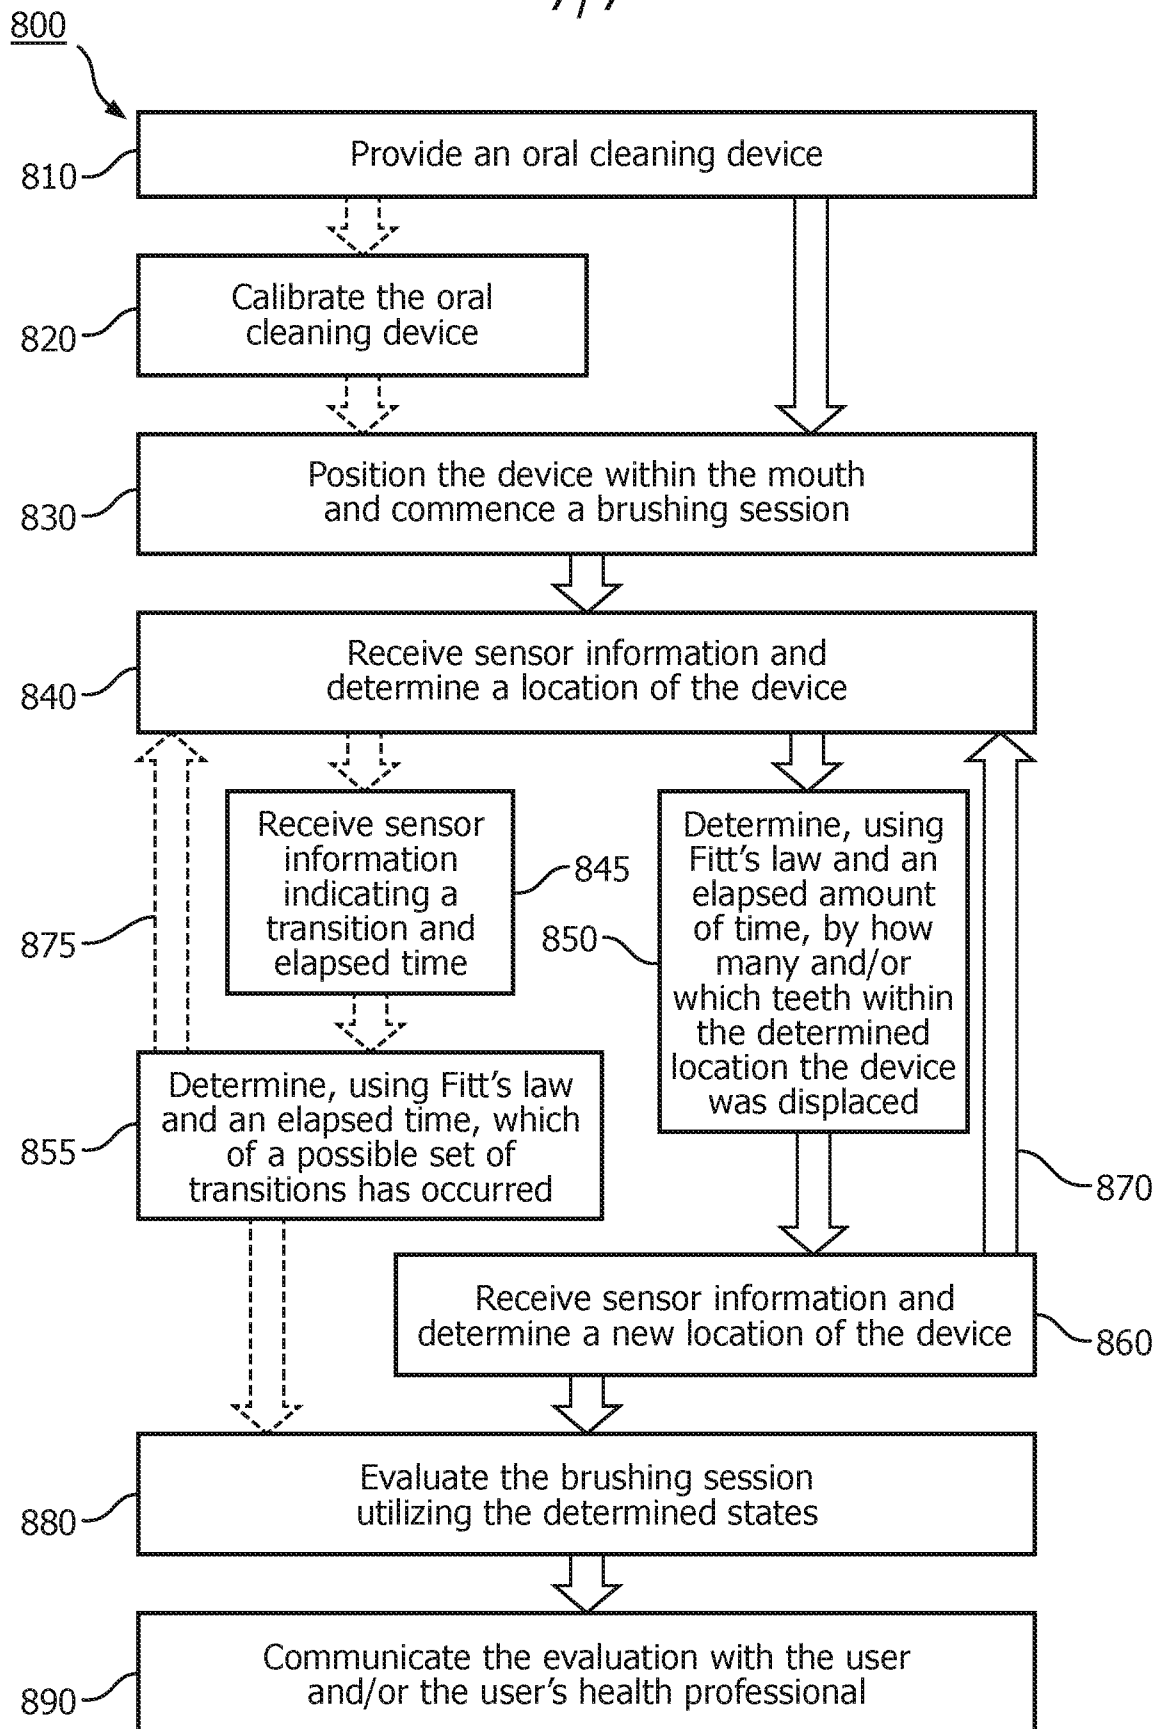 7/7
800
810
Provide an oral cleaning device
820
Calibrate the oral
cleaning device
830
Position the device within the mouth
and commence a brushing session
840
Receive sensor information and
determine a location of the device
875
Receive sensor
information
indicating a
transition and
elapsed time
845
850
Determine, using
Fitt's law and an
elapsed amount
of time, by how
many and/or
which teeth within
the determined
location the device
was displaced
855
Determine, using Fitt's law
and an elapsed time, which
of a possible set of
transitions has occurred
870
Receive sensor information and
determine a new location of the device
860
880
Evaluate the brushing session
utilizing the determined states
890
Communicate the evaluation with the user
and/or the user's health professional